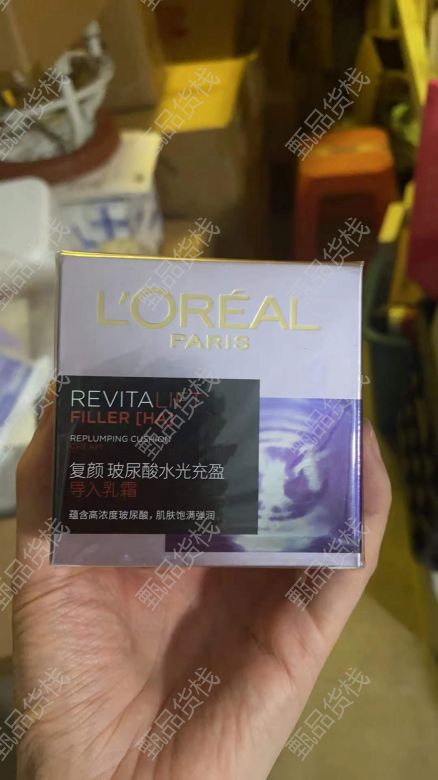 L'ORÉAL
PARIS
REVITALIFT
FILLER [HA]
REPLUMPING CUSHION
CREAM
复颜 玻尿酸水光充盈
导入乳霜
蕴含高浓度玻尿酸，肌肤饱满弹润
甄品货栈